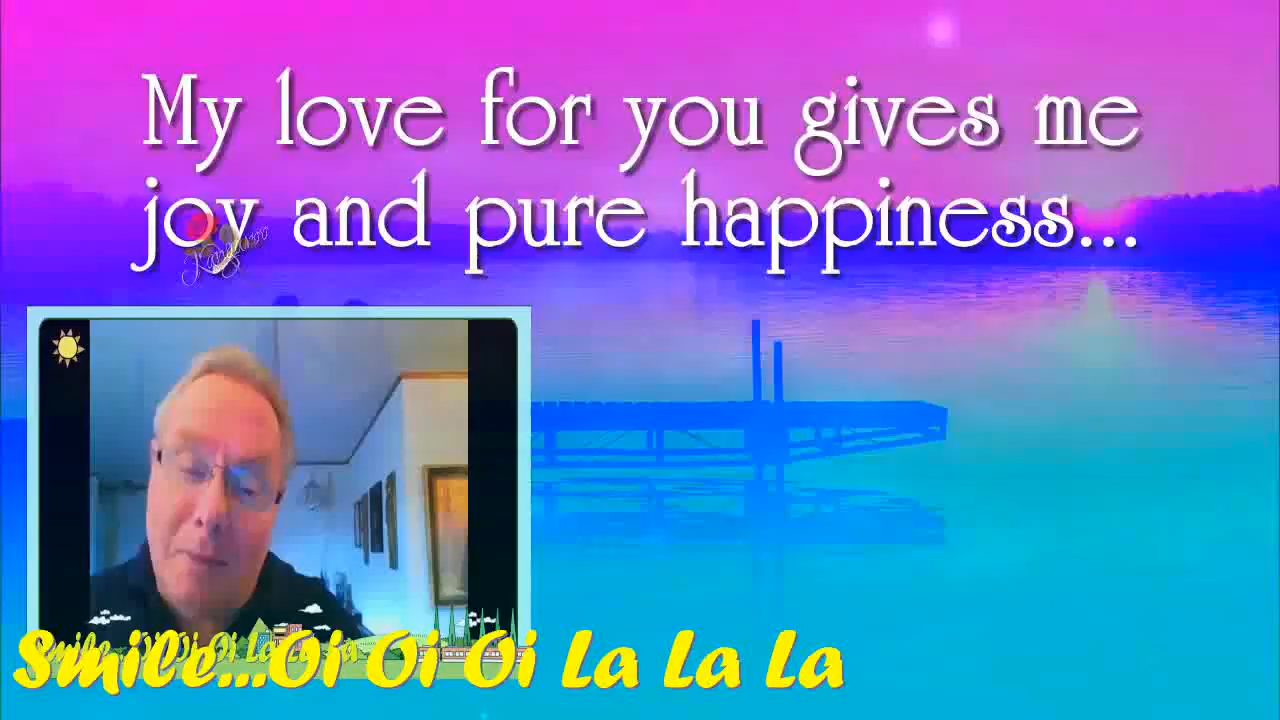 My love for you gives me
joy and pure happiness...
Smile...Oi Oi Oi La La La